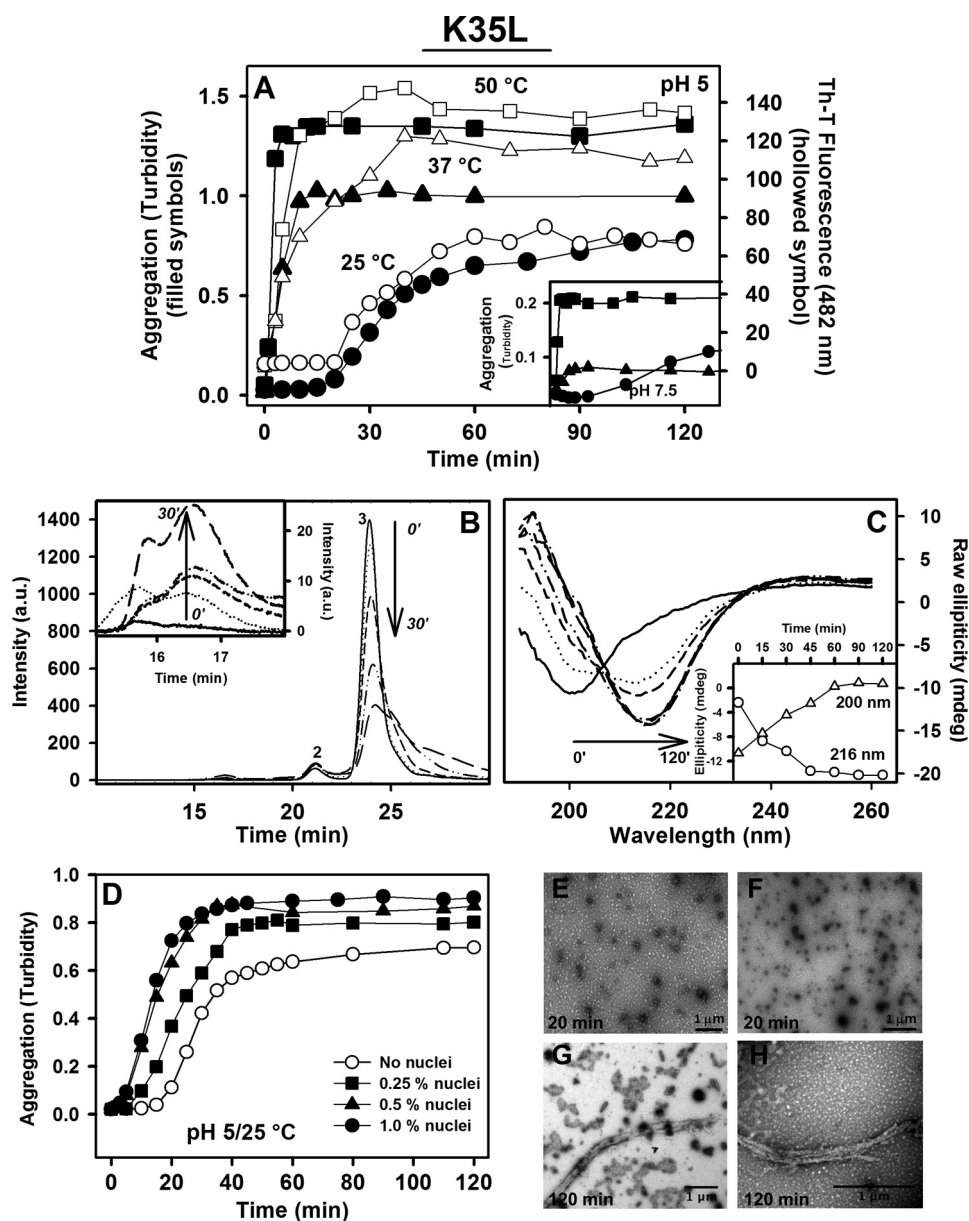 K35L
A
50 °C
pH 5
37 °C
25 °C
1.5
1.0
0.5
0.0
140
120
100
80
60
40
20
0
Aggregation (Turbidity)
(filled symbols)
Th-T Fluorescence (482 nm)
(hollowed symbol)
0.2
0.1
Aggregation
(Turbidity)
pH 7.5
0 30 60 90 120
Time (min)
B
1400
1200
1000
800
600
400
200
0
Intensity (a.u.)
30'
0'
20
10
0
Intensity (a.u.)
16 17
Time (min)
3
0'
30'
2
15 20 25
Time (min)
C
10
5
0
-5
-10
-15
-20
Raw ellipticity
(mdeg)
Time (min)
0 15 30 45 60 90 120
0
-4
-8
-12
Ellipiticity (mdeg)
200 nm
216 nm
0'
120'
200 220 240 260
Wavelength (nm)
D
1.0
0.8
0.6
0.4
0.2
0.0
Aggregation (Turbidity)
No nuclei
0.25 % nuclei
0.5 % nuclei
1.0 % nuclei
pH 5/25 °C
0 20 40 60 80 100 120
Time (min)
E
20 min
1 µm
F
20 min
1 µm
G
120 min
1 µm
H
120 min
1 µm